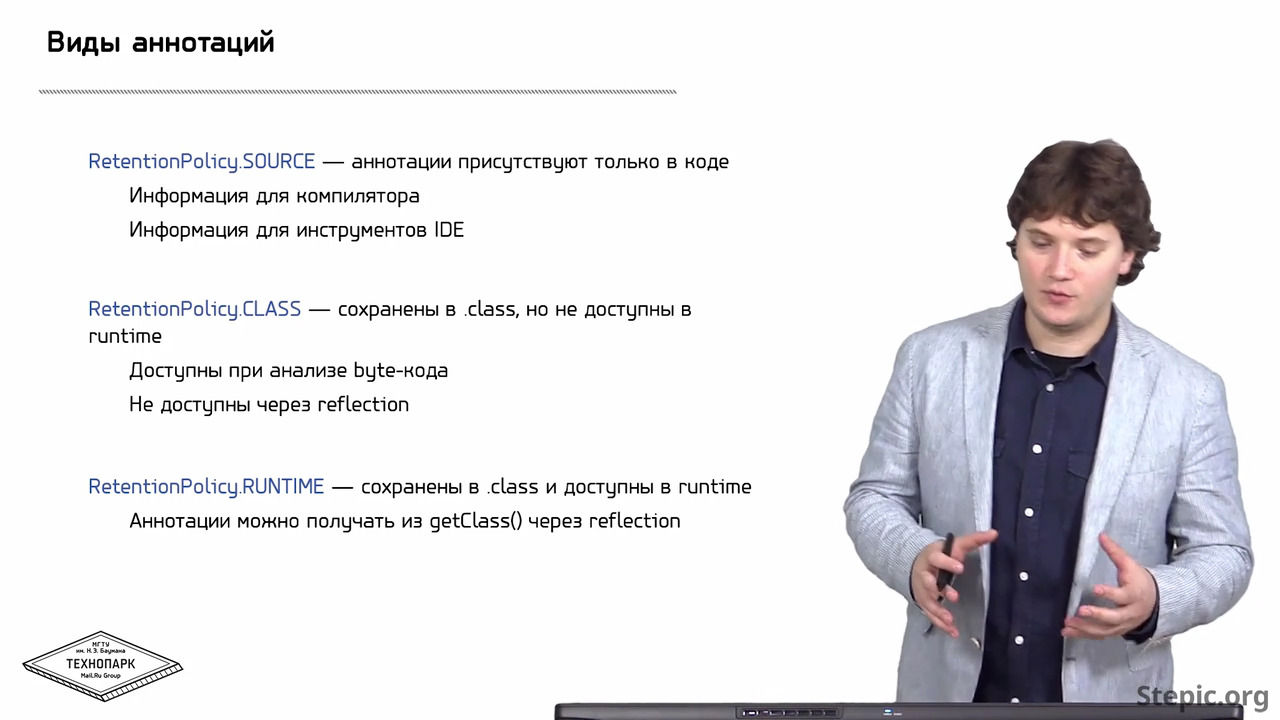 Виды аннотаций
RetentionPolicy.SOURCE — аннотации присутствуют только в коде
Информация для компилятора
Информация для инструментов IDE
RetentionPolicy.CLASS — сохранены в .class, но не доступны в
runtime
Доступны при анализе byte-кода
Не доступны через reflection
RetentionPolicy.RUNTIME — сохранены в .class и доступны в runtime
Аннотации можно получать из getClass() через reflection
МГТУ
им. Н.Э. Баумана
ТЕХНОПАРК
Mail.Ru Group
Stepic.org